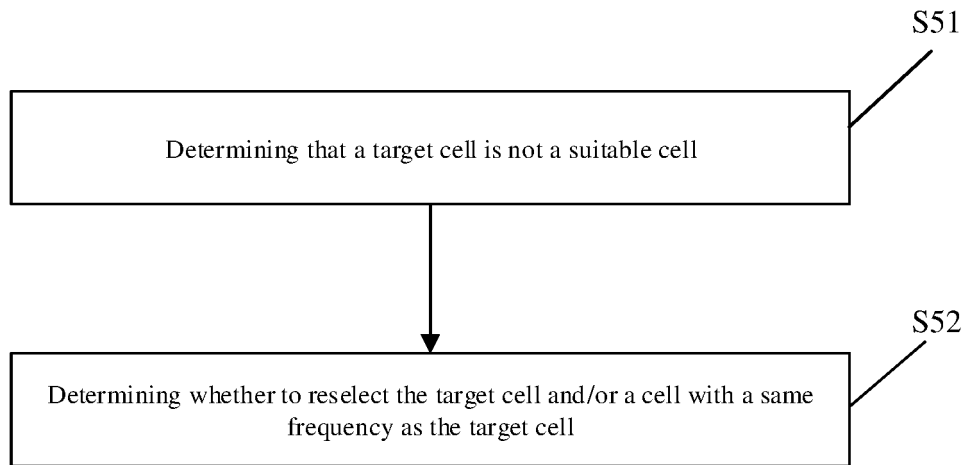 S51
Determining that a target cell is not a suitable cell
S52
Determining whether to reselect the target cell and/or a cell with a same
frequency as the target cell